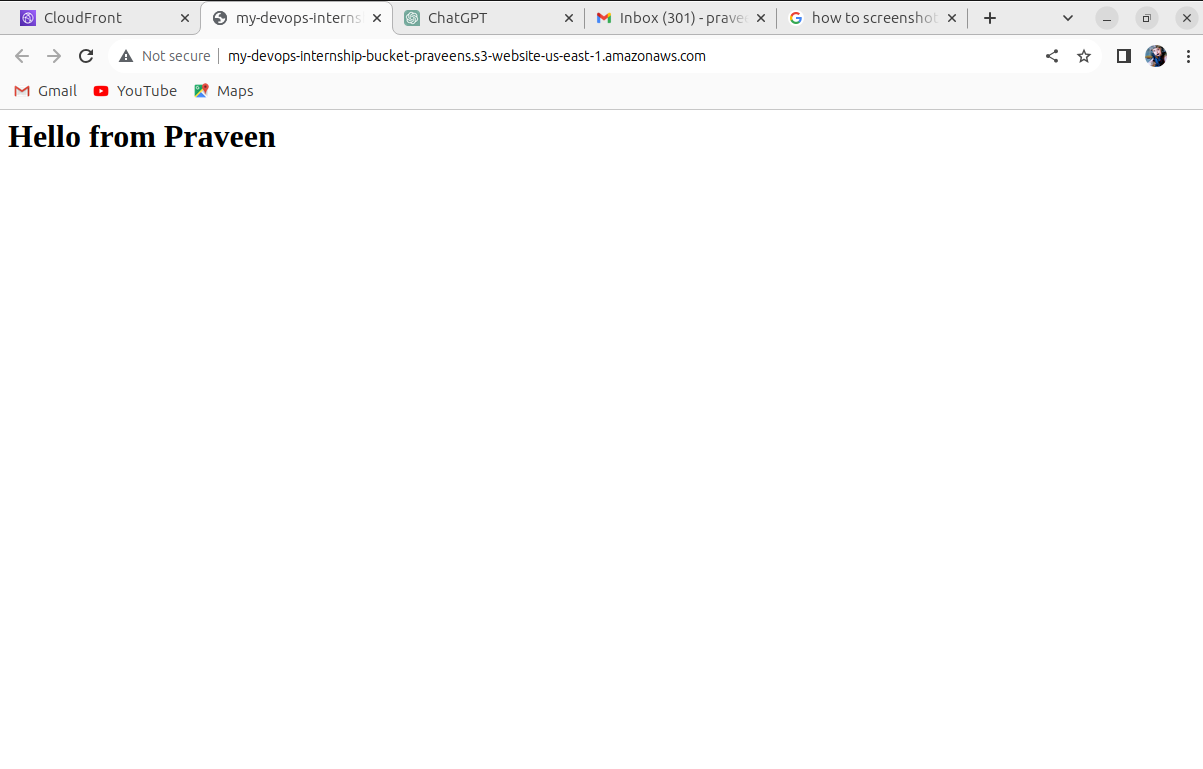 CloudFront
my-devops-interns
ChatGPT
Inbox (301) - pravee
how to screenshot
Not secure
my-devops-internship-bucket-praveens.s3-website-us-east-1.amazonaws.com
Gmail
YouTube
Maps
Hello from Praveen